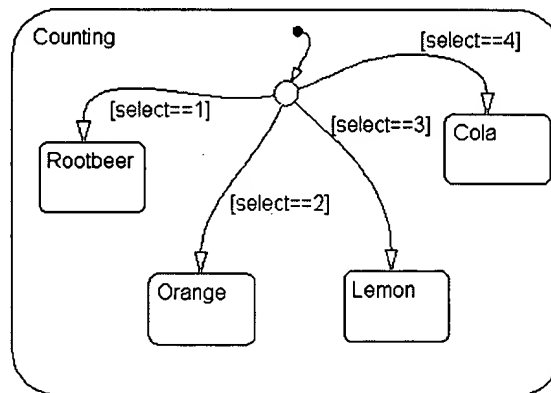 Counting
[select==4]
[select==1]
[select==3]
Cola
Rootbeer
[select==2]
Orange
Lemon